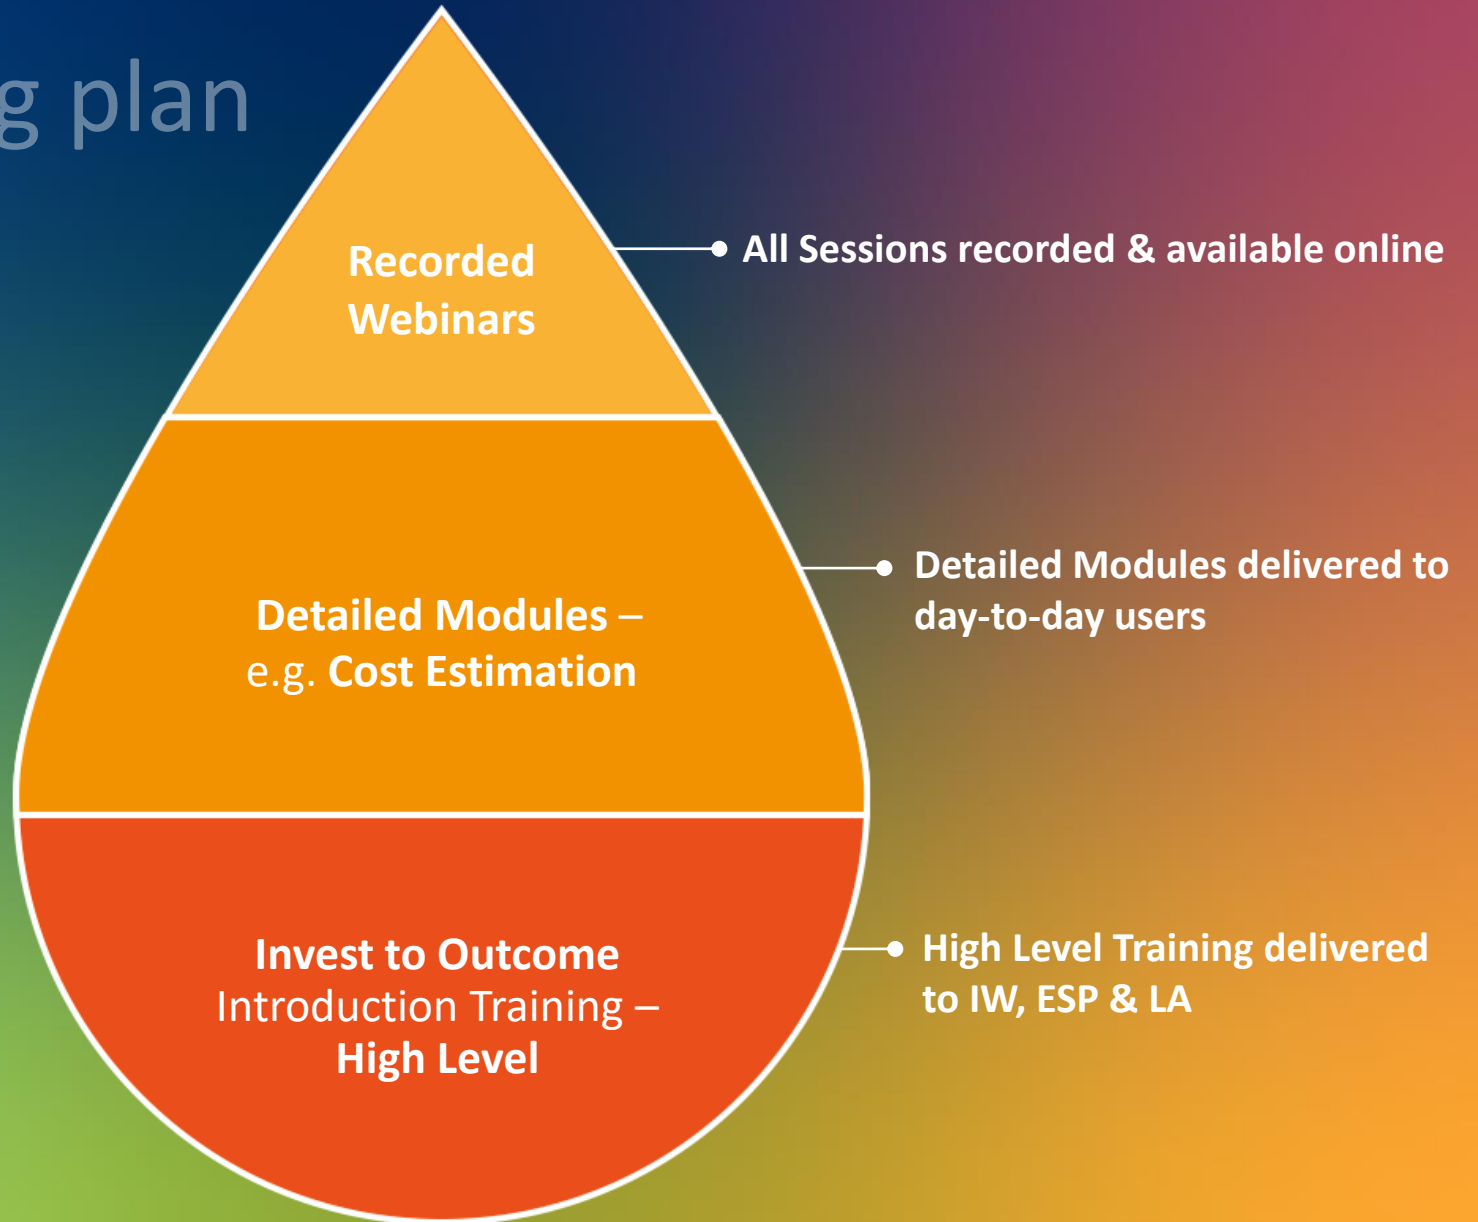 g plan
Recorded
Webinars
All Sessions recorded & available online
Detailed Modules –
e.g. Cost Estimation
Detailed Modules delivered to
day-to-day users
Invest to Outcome
Introduction Training –
High Level
High Level Training delivered
to IW, ESP & LA